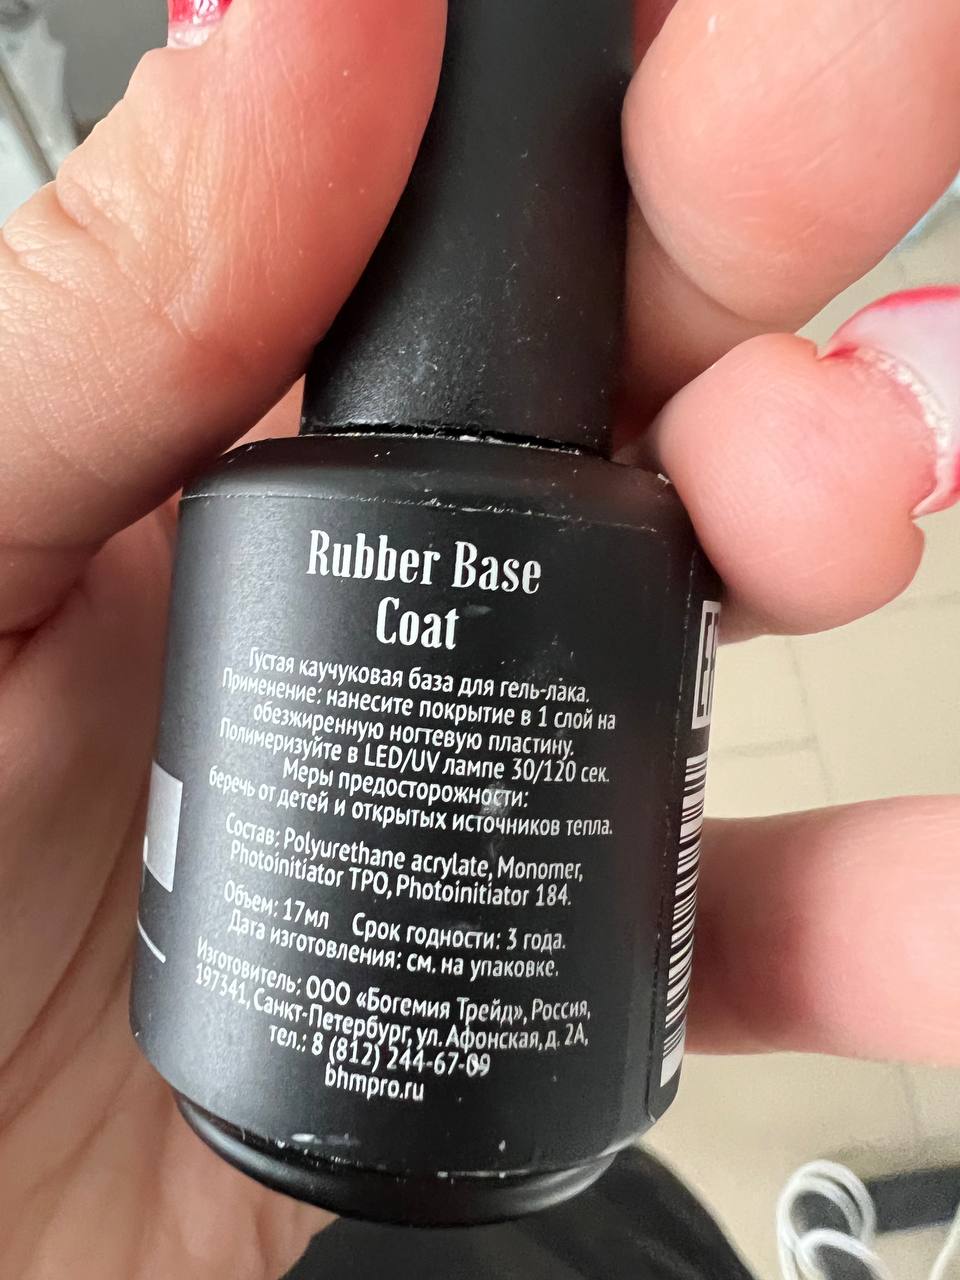 Rubber Base
Coat
Густая каучуковая база для гель-лака.
Применение: нанесите покрытие в 1 слой на
обезжиренную ногтевую пластину.
Полимеризуйте в LED/UV лампе 30/120 сек.
Меры предосторожности:
беречь от детей и открытых источников тепла.
Состав: Polyurethane acrylate, Monomer,
Photoinitiator TPO, Photoinitiator 184.
Объем: 17мл Срок годности: 3 года.
Дата изготовления: см. на упаковке.
Изготовитель: ООО «Богемия Трейд», Россия,
197341, Санкт-Петербург, ул. Афонская, д. 2А,
тел.: 8 (812) 244-67-09
bhmpro.ru